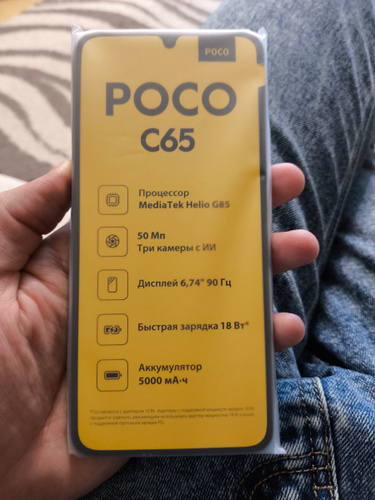 POCO
POCO
C65
Процессор
MediaTek Helio G85
50 Мп
Три камеры с ИИ
Дисплей 6,74" 90 Гц
Быстрая зарядка 18 Вт*
Аккумулятор
5000 мА·ч